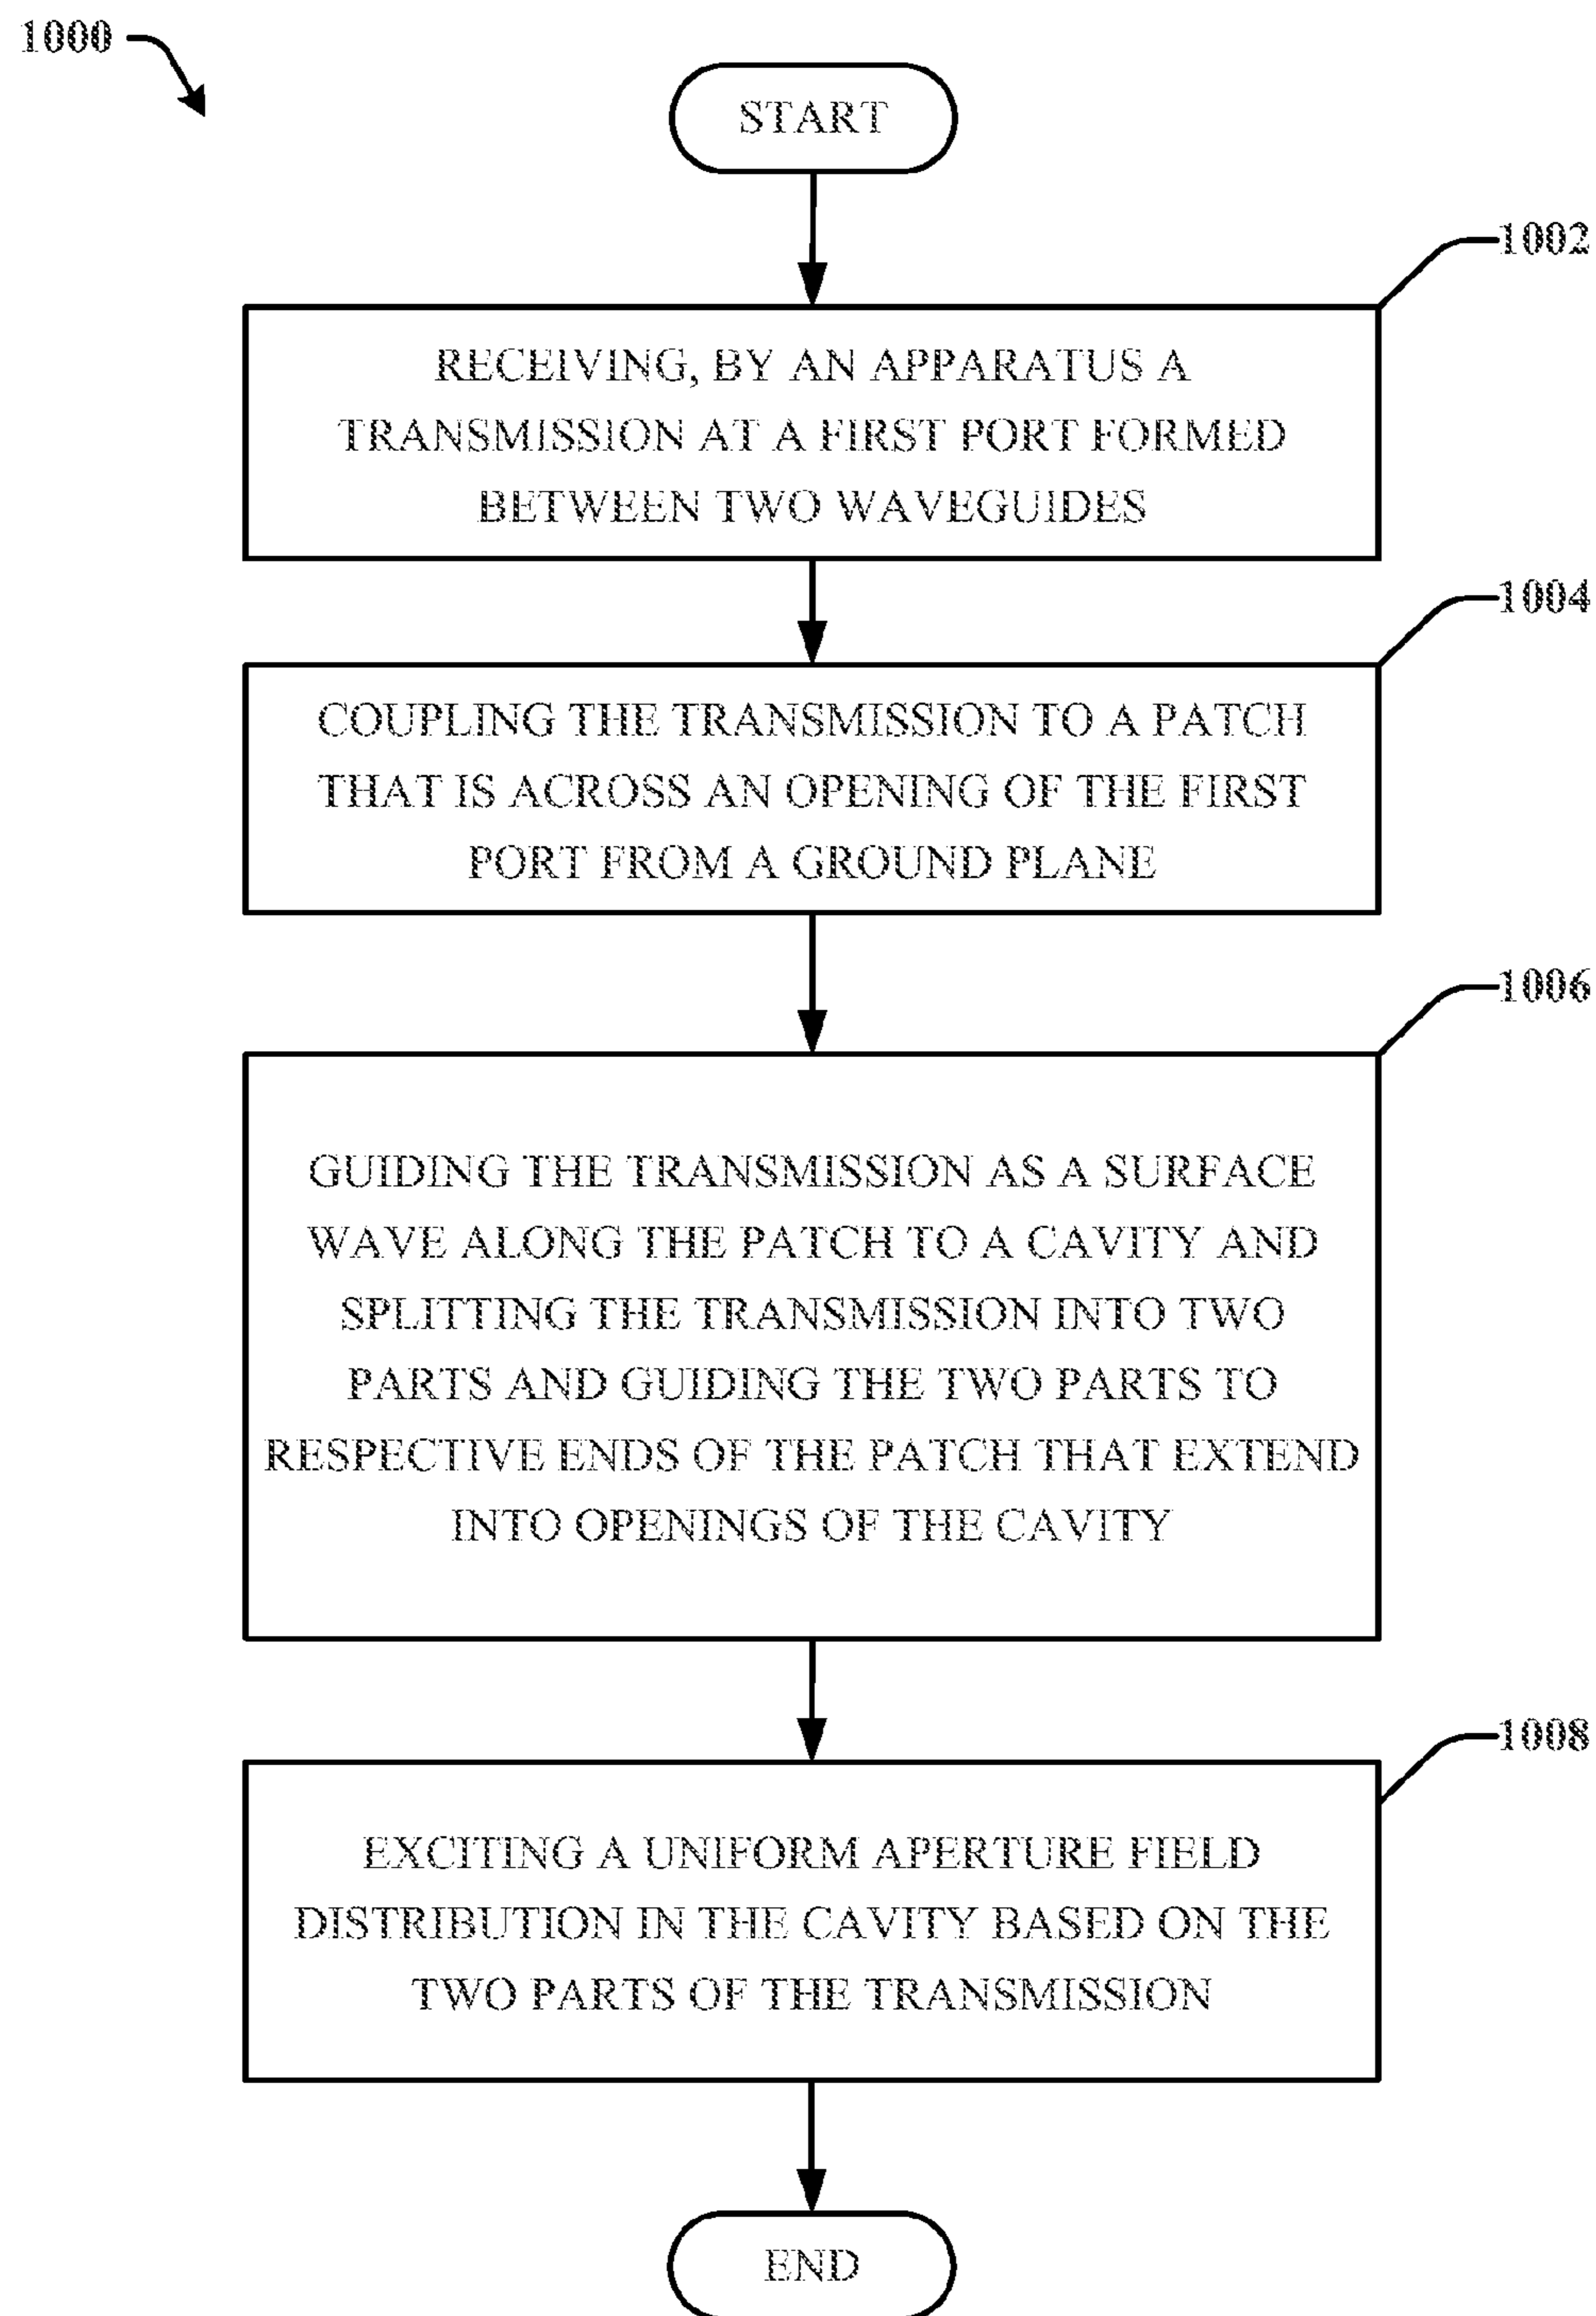 1000
START
1002
RECEIVING, BY AN APPARATUS A
TRANSMISSION AT A FIRST PORT FORMED
BETWEEN TWO WAVEGUIDES
1004
COUPLING THE TRANSMISSION TO A PATCH
THAT IS ACROSS AN OPENING OF THE FIRST
PORT FROM A GROUND PLANE
1006
GUIDING THE TRANSMISSION AS A SURFACE
WAVE ALONG THE PATCH TO A CAVITY AND
SPLITTING THE TRANSMISSION INTO TWO
PARTS AND GUIDING THE TWO PARTS TO
RESPECTIVE ENDS OF THE PATCH THAT EXTEND
INTO OPENINGS OF THE CAVITY
1008
EXCITING A UNIFORM APERTURE FIELD
DISTRIBUTION IN THE CAVITY BASED ON THE
TWO PARTS OF THE TRANSMISSION
END